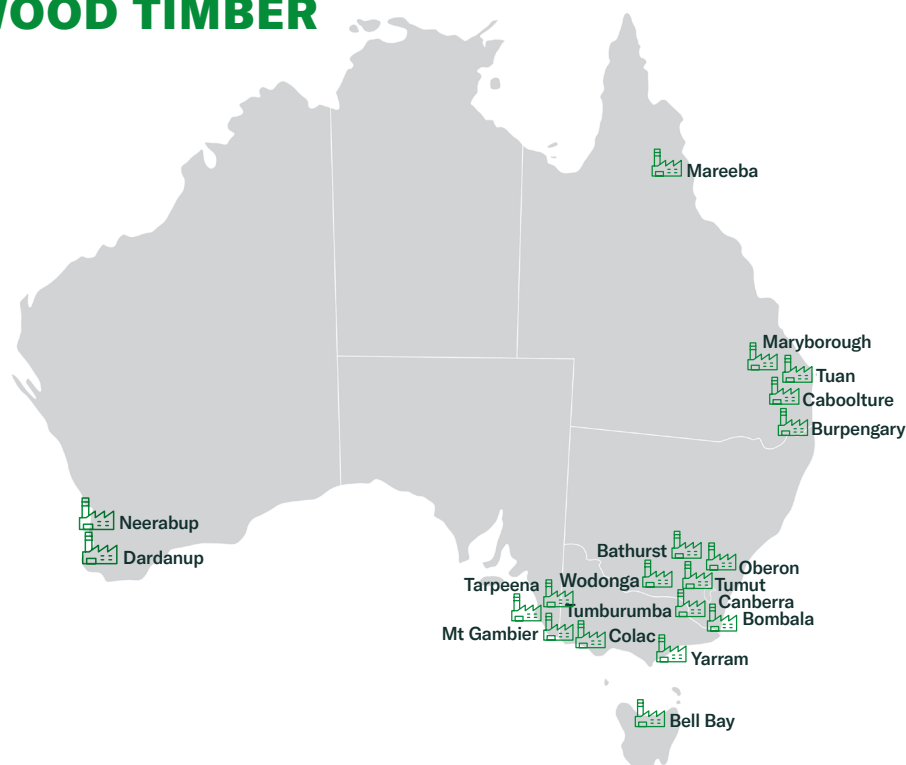 WOOD TIMBER
Mareeba
Maryborough
Tuan
Caboolture
Burpengary
Neerabup
Dardanup
Bathurst
Oberon
Tarpeena
Wodonga
Tumut
Canberra
Tumburumba
Bombala
Mt Gambier
Colac
Yarram
Bell Bay